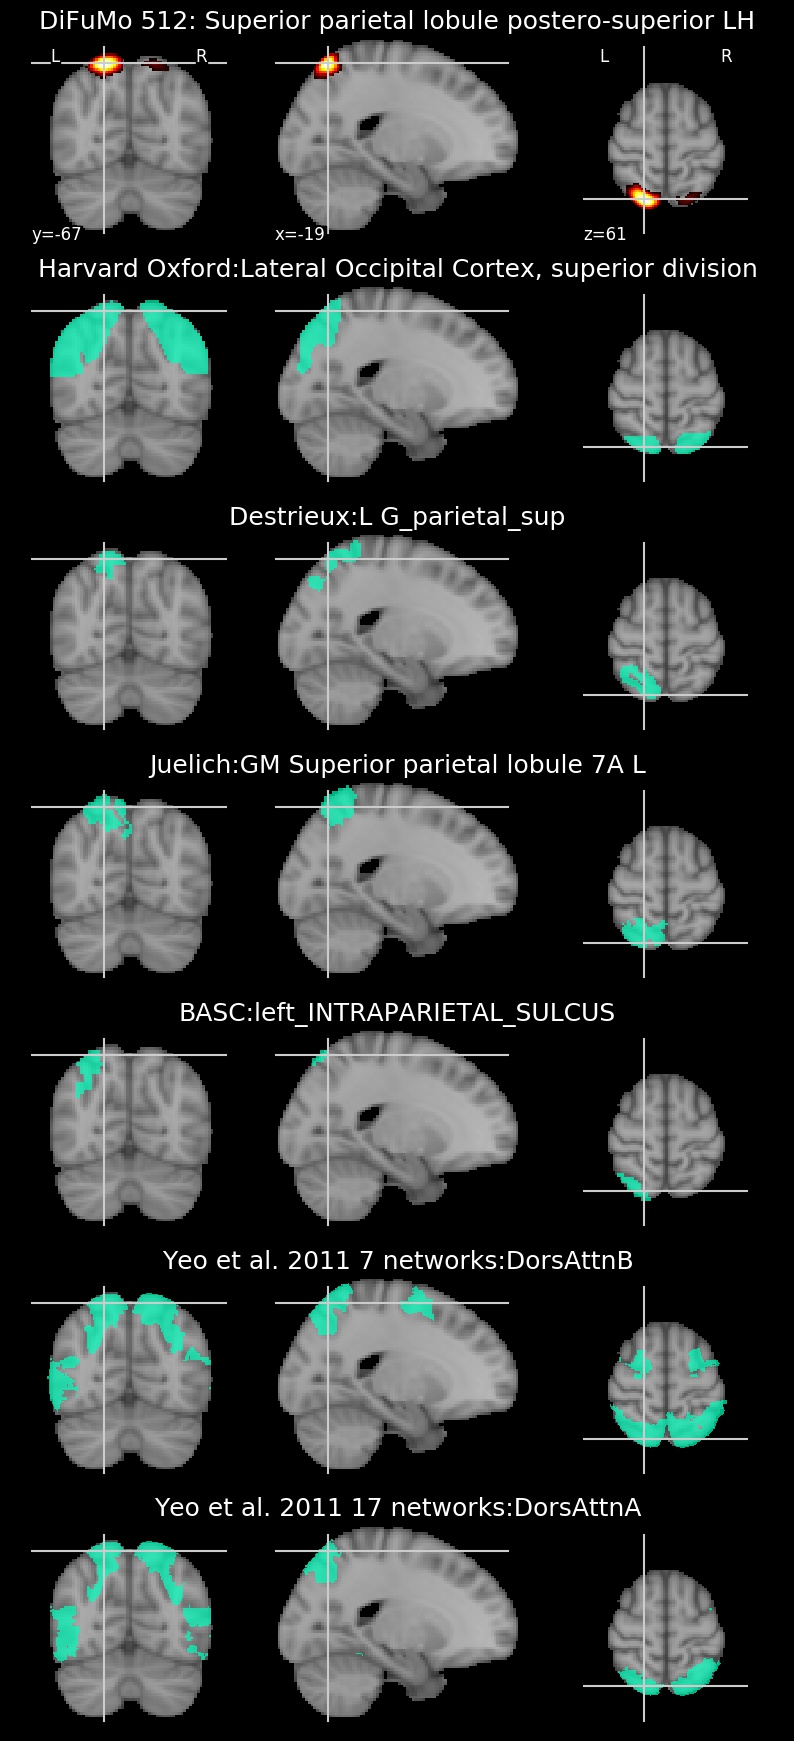 DiFuMo 512: Superior parietal lobule postero-superior LH
L R L R
y=-67 x=-19 z=61
Harvard Oxford:Lateral Occipital Cortex, superior division
Destrieux:L G_parietal_sup
Juelich:GM Superior parietal lobule 7A L
BASC:left_INTRAPARIETAL_SULCUS
Yeo et al. 2011 7 networks:DorsAttnB
Yeo et al. 2011 17 networks:DorsAttnA